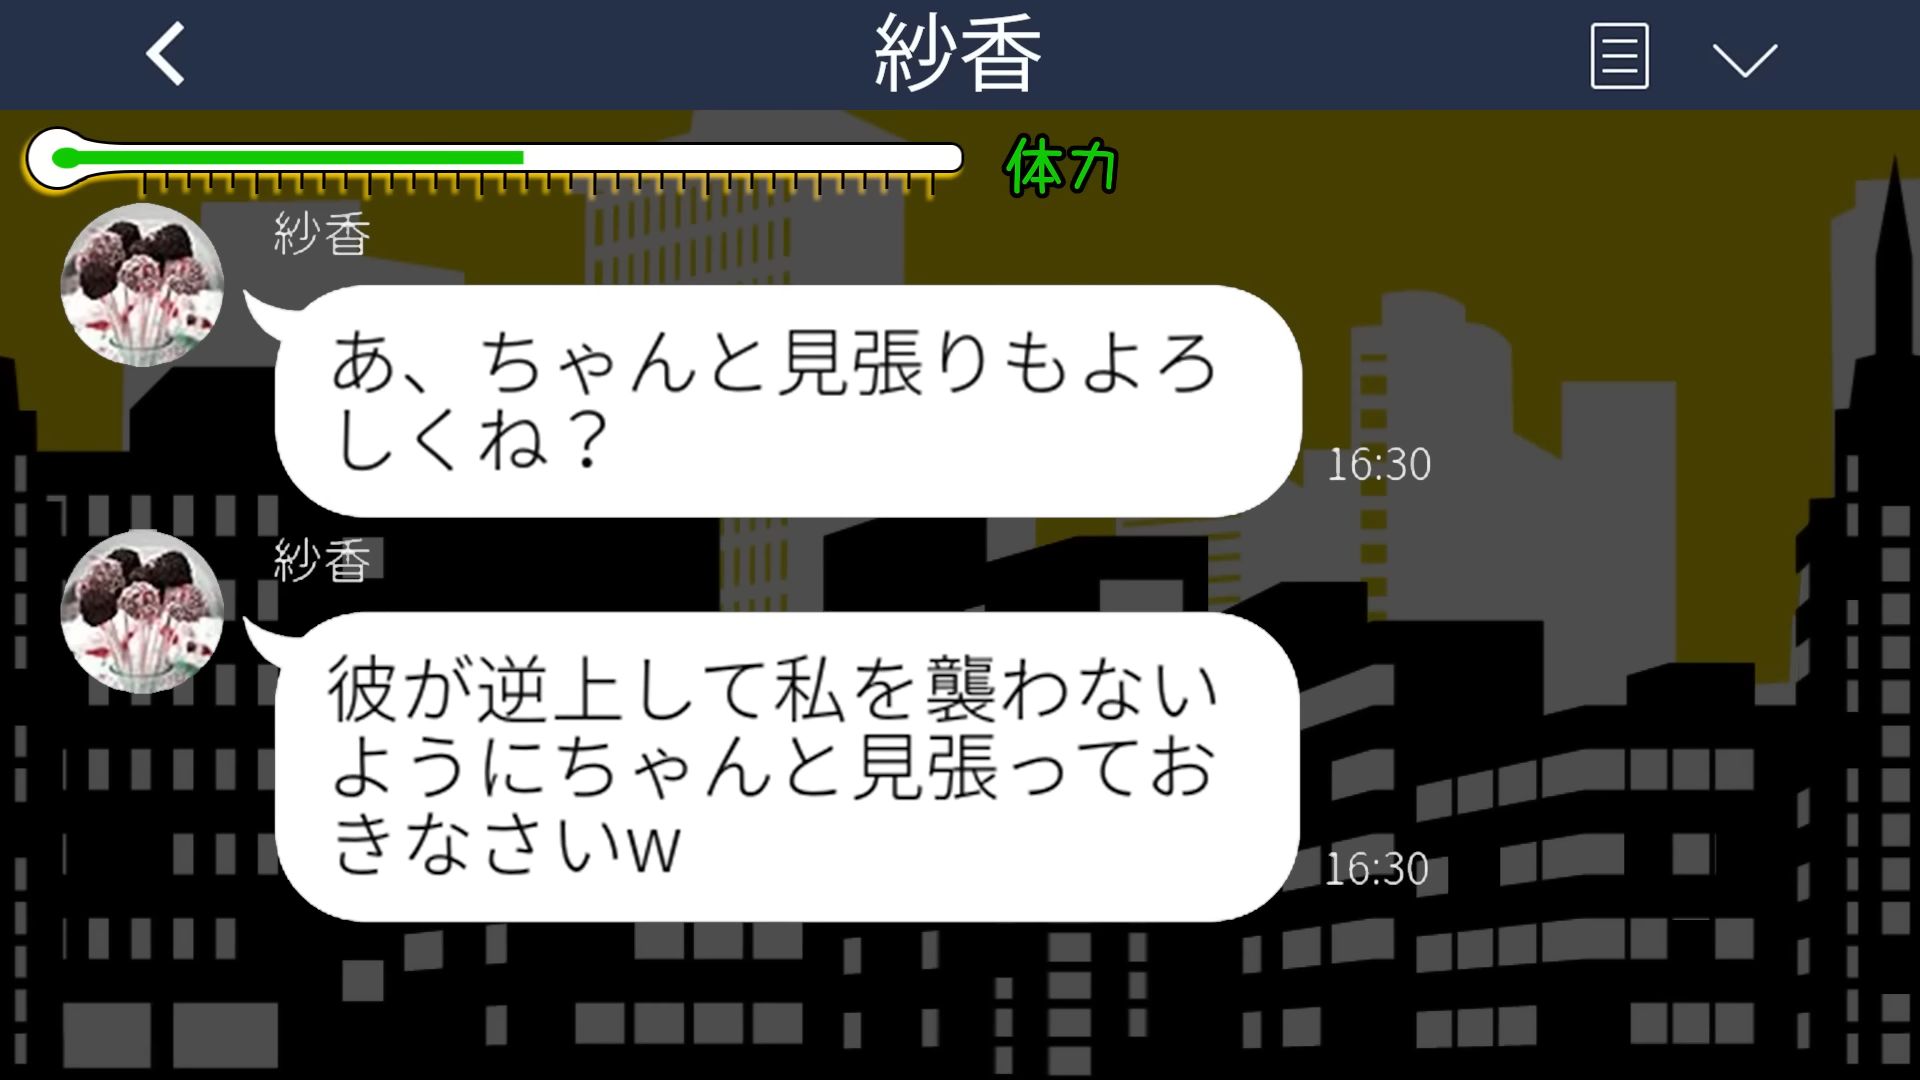 紗香
体力
紗香
あ、ちゃんと見張りもよろ
しくね？
16:30
紗香
彼が逆上して私を襲わない
ようにちゃんと見張ってお
きなさいw
16:30